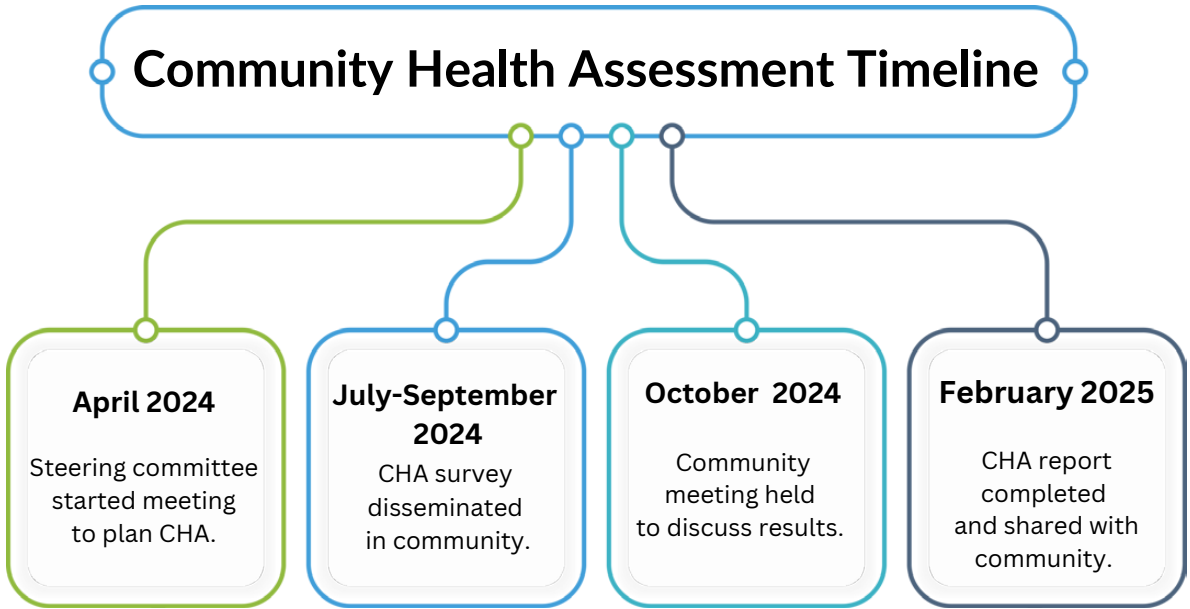 Community Health Assessment Timeline
April 2024
Steering committee
started meeting
to plan CHA.
July-September
2024
CHA survey
disseminated
in community.
October 2024
Community
meeting held
to discuss results.
February 2025
CHA report
completed
and shared with
community.